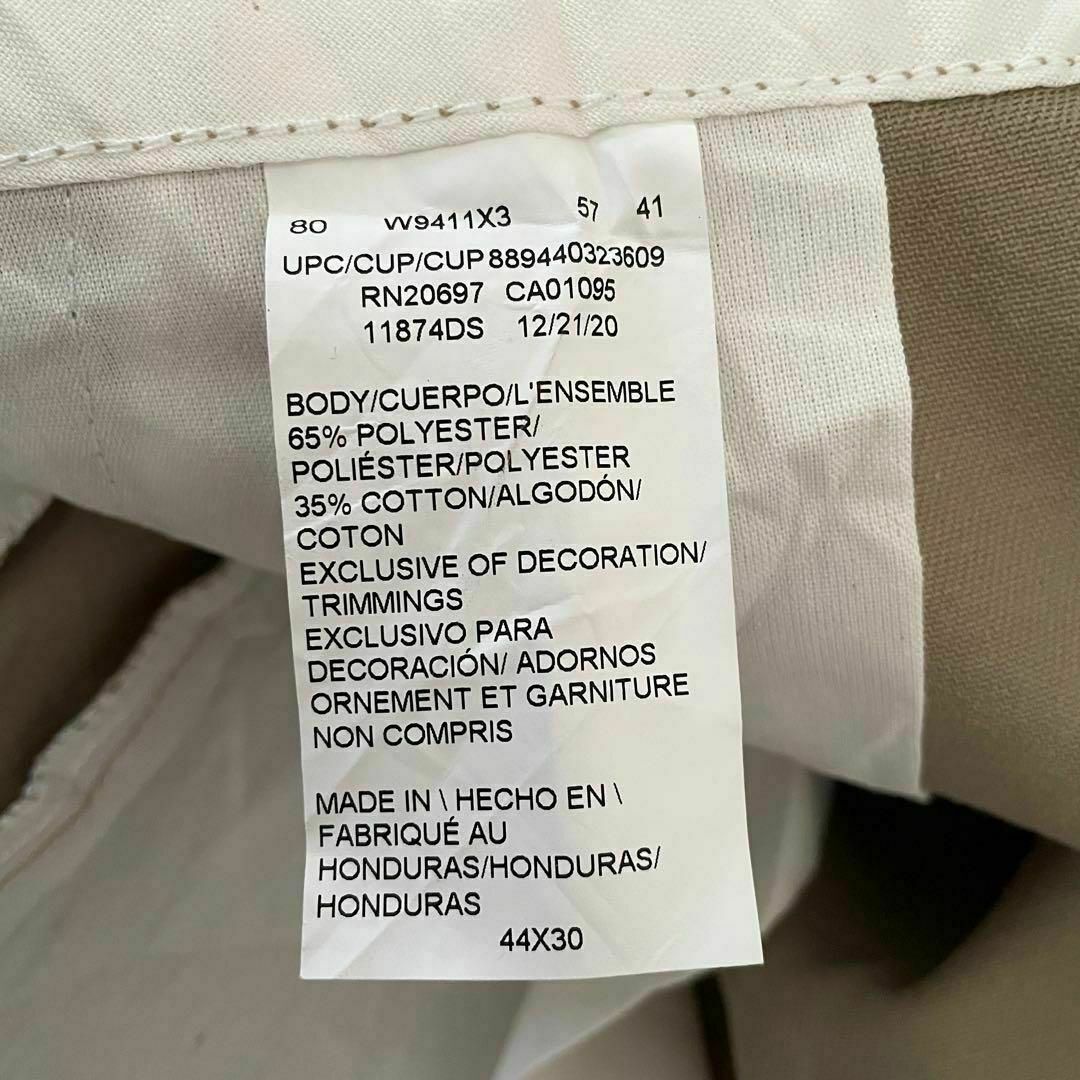 80 W9411X3 57 41
UPC/CUP/CUP 889440323609
RN20697 CA01095
11874DS 12/21/20
BODY/CUERPO/L'ENSEMBLE
65% POLYESTER/
POLIÉSTER/POLYESTER
35% COTTON/ALGODÓN/
COTON
EXCLUSIVE OF DECORATION/
TRIMMINGS
EXCLUSIVO PARA
DECORACIÓN/ ADORNOS
ORNEMENT ET GARNITURE
NON COMPRIS
MADE IN \ HECHO EN \
FABRIQUÉ AU
HONDURAS/HONDURAS/
HONDURAS
44X30